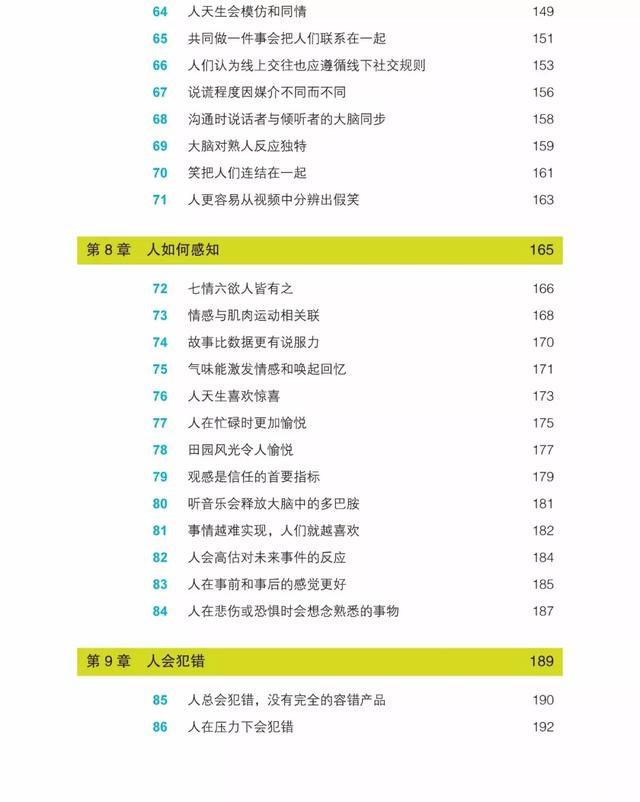 64 人天生会模仿和同情 149
65 共同做一件事会把人们联系在一起 151
66 人们认为线上交往也应遵循线下社交规则 153
67 说谎程度因媒介不同而不同 156
68 沟通时说话者与倾听者的大脑同步 158
69 大脑对熟人反应独特 159
70 笑把人们连结在一起 161
71 人更容易从视频中分辨出假笑 163
第 8 章 人如何感知 165
72 七情六欲人皆有之 166
73 情感与肌肉运动相关联 168
74 故事比数据更有说服力 170
75 气味能激发情感和唤起回忆 171
76 人天生喜欢惊喜 173
77 人在忙碌时更加愉悦 175
78 田园风光令人愉悦 177
79 观感是信任的首要指标 179
80 听音乐会释放大脑中的多巴胺 181
81 事情越难实现，人们就越喜欢 182
82 人会高估对未来事件的反应 184
83 人在事前和事后的感觉更好 185
84 人在悲伤或恐惧时会想念熟悉的事物 187
第 9 章 人会犯错 189
85 人总会犯错，没有完全的容错产品 190
86 人在压力下会犯错 192